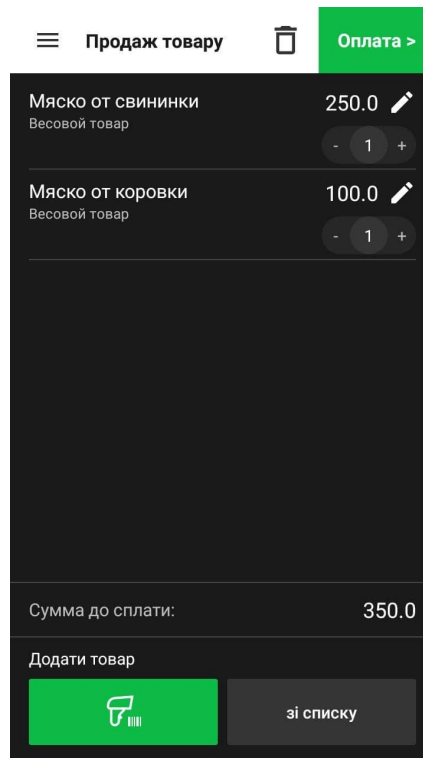 Продаж товару
Оплата >
Мяско от свининки
250.0
Весовой товар
- 1 +
Мяско от коровки
100.0
Весовой товар
- 1 +
Сумма до сплати:
350.0
Додати товар
зі списку